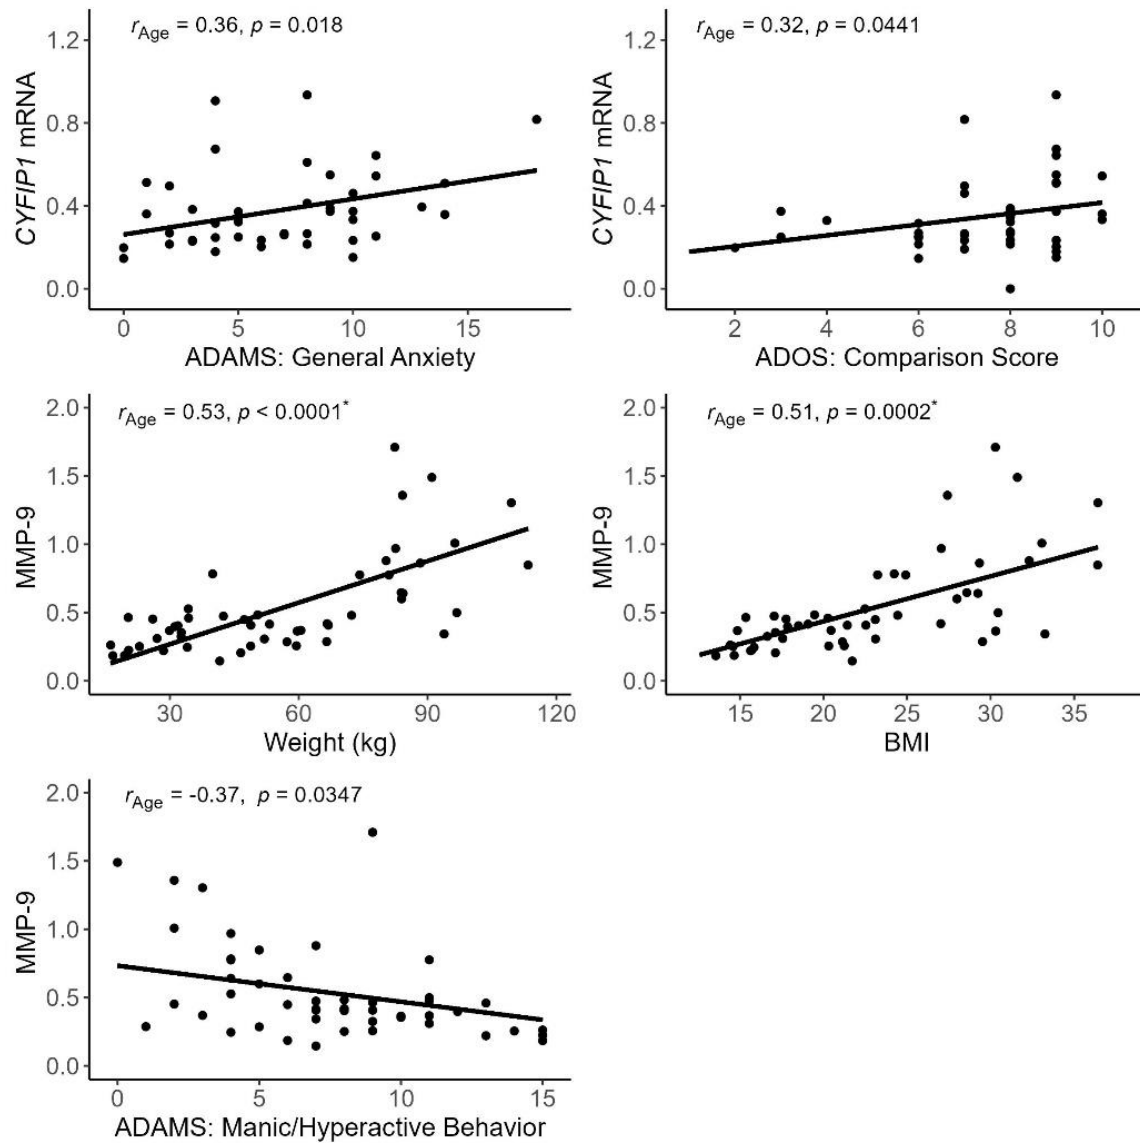 r Age = 0.36, p = 0.018
1.2
0.8
0.4
0.0
CYFIP1 mRNA
0 5 10 15
ADAMS: General Anxiety
r Age = 0.32, p = 0.0441
1.2
0.8
0.4
0.0
CYFIP1 mRNA
2 4 6 8 10
ADOS: Comparison Score
r Age = 0.53, p < 0.0001*
2.0
1.5
1.0
0.5
0.0
MMP-9
30 60 90 120
Weight (kg)
r Age = 0.51, p = 0.0002*
2.0
1.5
1.0
0.5
0.0
MMP-9
15 20 25 30 35
BMI
r Age = -0.37, p = 0.0347
2.0
1.5
1.0
0.5
0.0
MMP-9
0 5 10 15
ADAMS: Manic/Hyperactive Behavior